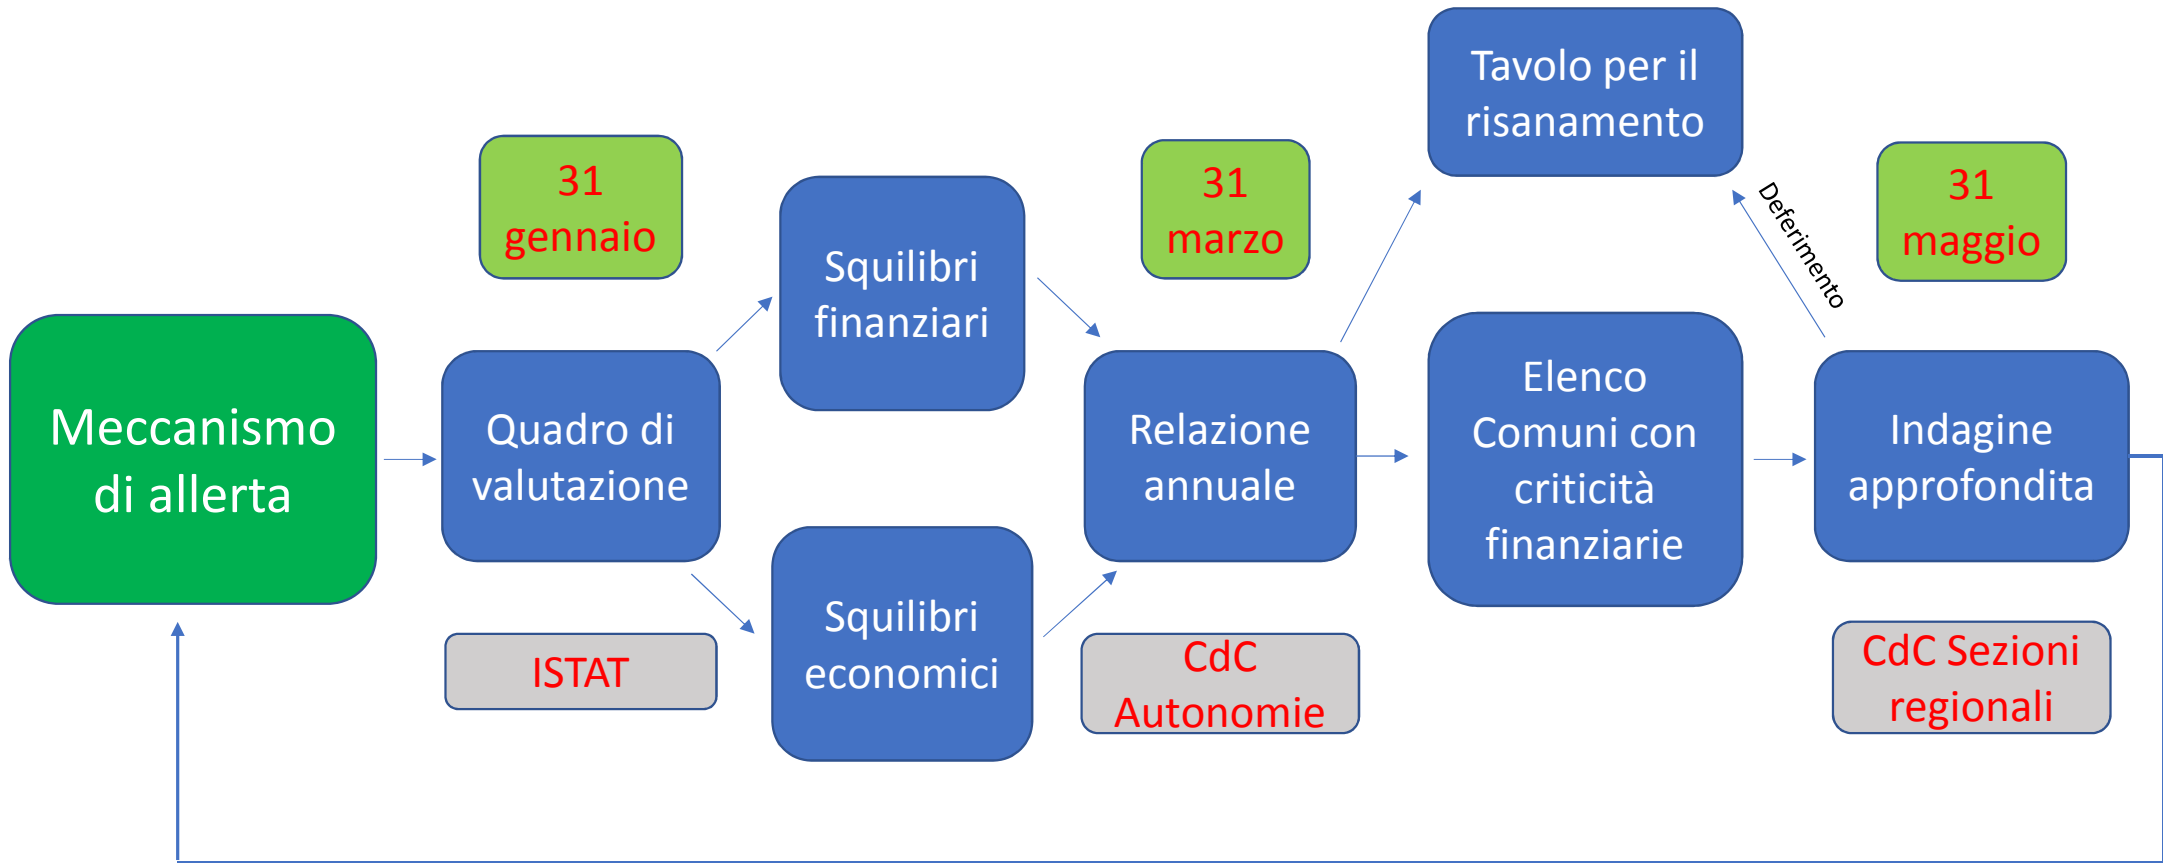 Meccanismo
di allerta
31
gennaio
Quadro di
valutazione
ISTAT
Squilibri
finanziari
Squilibri
economici
31
marzo
Relazione
annuale
CdC
Autonomie
Tavolo per il
risanamento
Elenco
Comuni con
criticità
finanziarie
Deferimento
31
maggio
Indagine
approfondita
CdC Sezioni
regionali